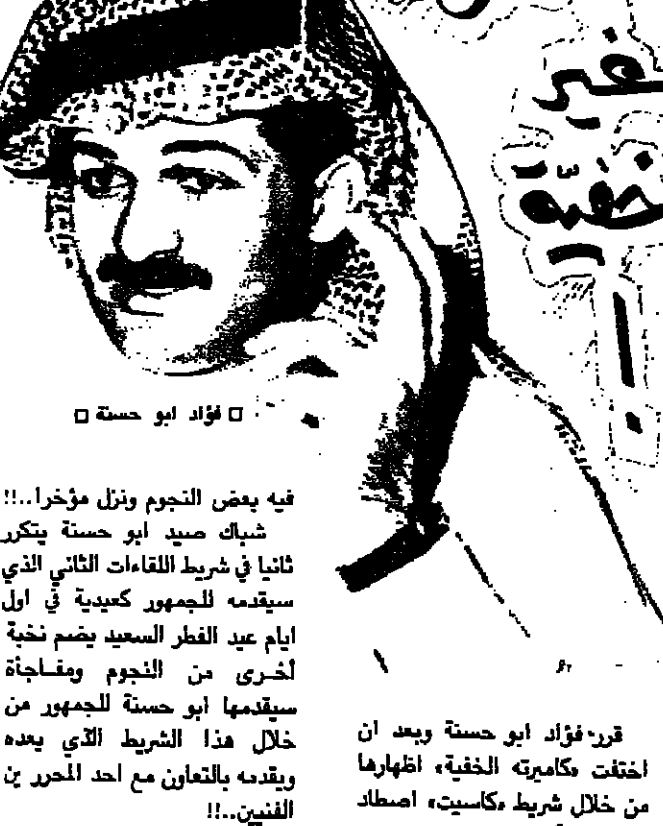 خفية
!
□ فؤاد ابو حسنة □
قرر فؤاد ابو حسنة وبعد ان
اختفت «كاميرته الخفية» اظهارها
من خلال شريط «كاسيت» اصطاد
فيه بعض النجوم ونزل مؤخرا..!!
شباك صيد ابو حسنة يتكرر
ثانيا في شريط اللقاءات الثاني الذي
سيقدمه للجمهور كعيدية في اول
ايام عيد الفطر السعيد يضم نخبة
أخرى من النجوم ومفاجأة
سيقدمها ابو حسنة للجمهور من
خلال هذا الشريط الذي يعده
ويقدمه بالتعاون مع احد المحررين
الفنيين..!!